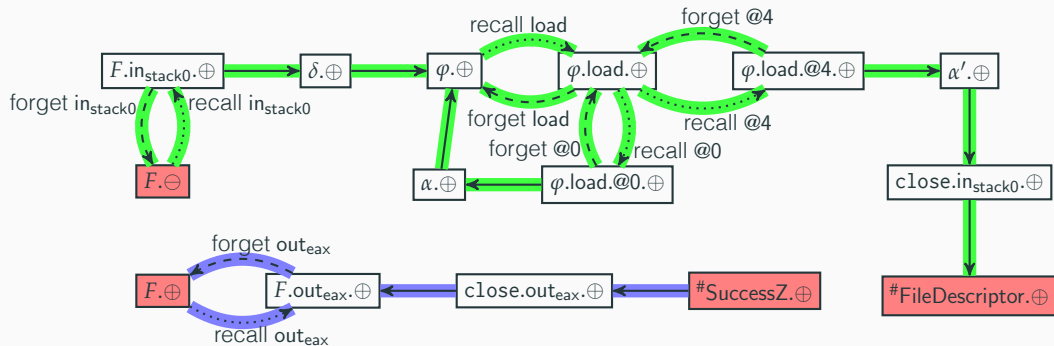 recall load
forget @4
F.in_stack0.⊕
δ.⊕
φ.⊕
φ.load.⊕
φ.load.@4.⊕
α′.⊕
forget in_stack0
recall in_stack0
forget load
recall @4
forget @0
recall @0
F.⊖
α.⊕
φ.load.@0.⊕
close.in_stack0.⊕
forget out_eax
F.⊕
F.out_eax.⊕
close.out_eax.⊕
#SuccessZ.⊕
#FileDescriptor.⊕
recall out_eax